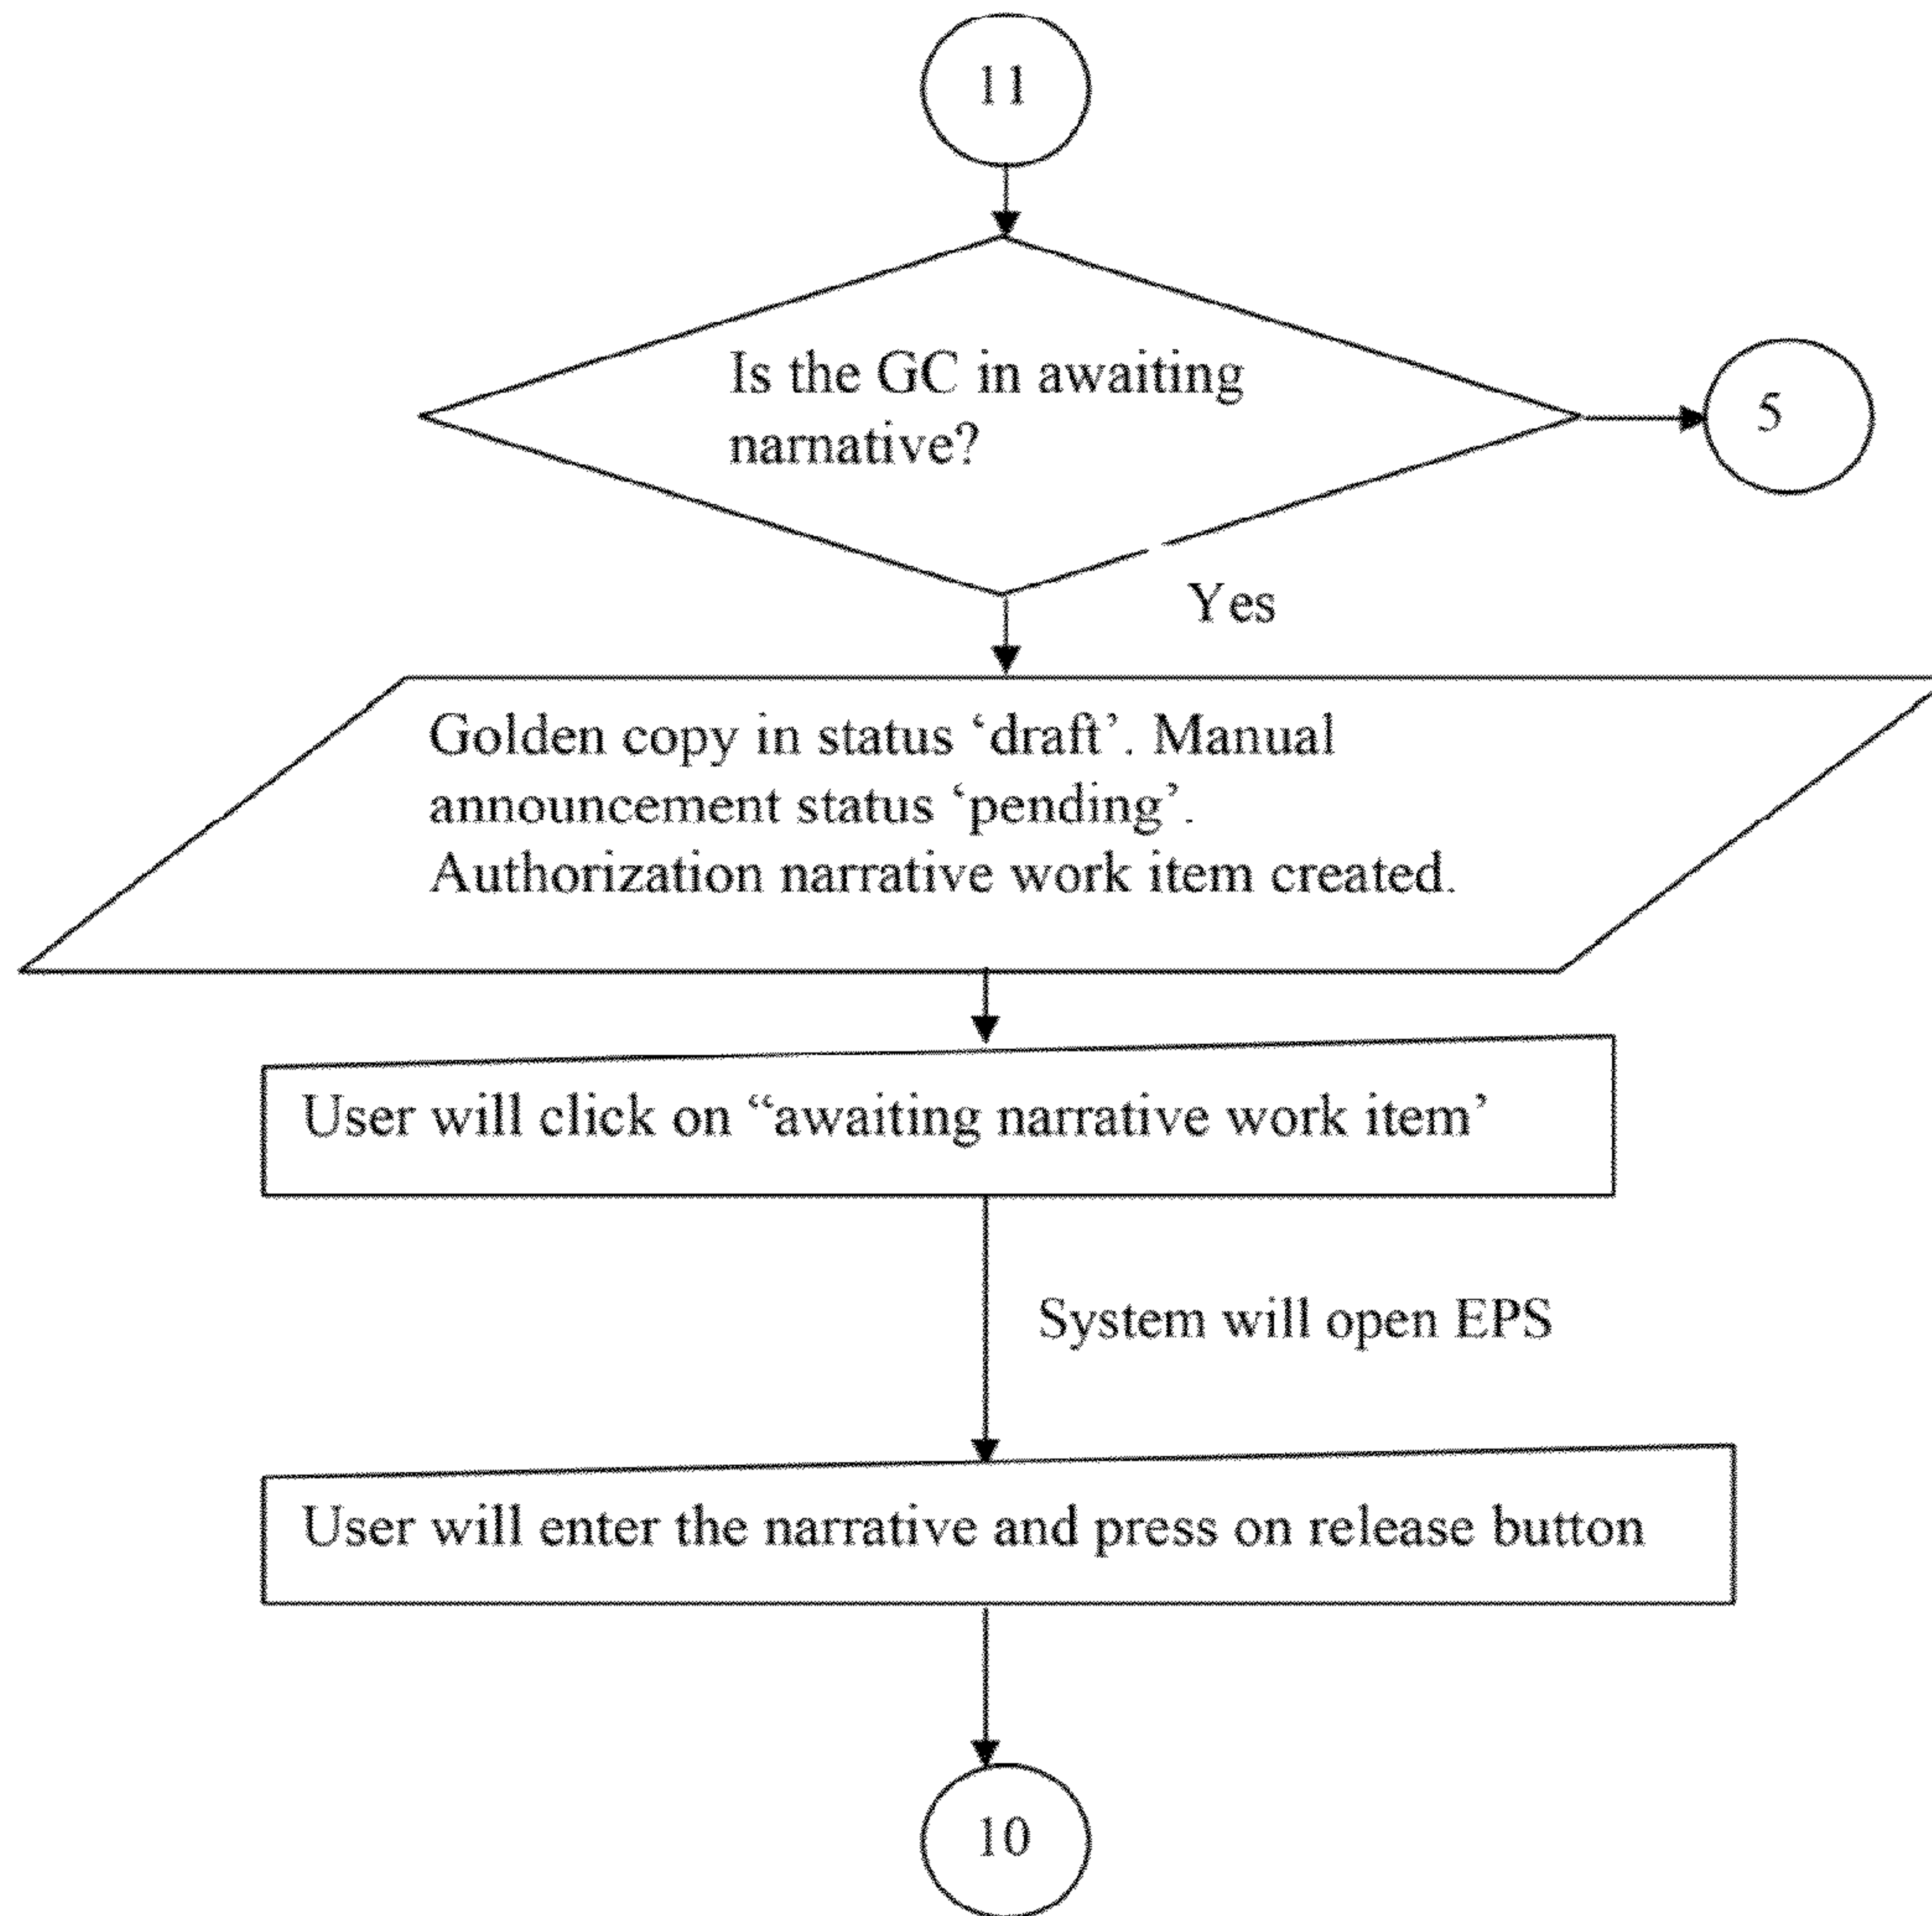 11
Is the GC in awaiting
narnative?
5
Yes
Golden copy in status ‘draft’. Manual
announcement status ‘pending’.
Authorization narrative work item created.
User will click on “awaiting narrative work item’
System will open EPS
User will enter the narrative and press on release button
10